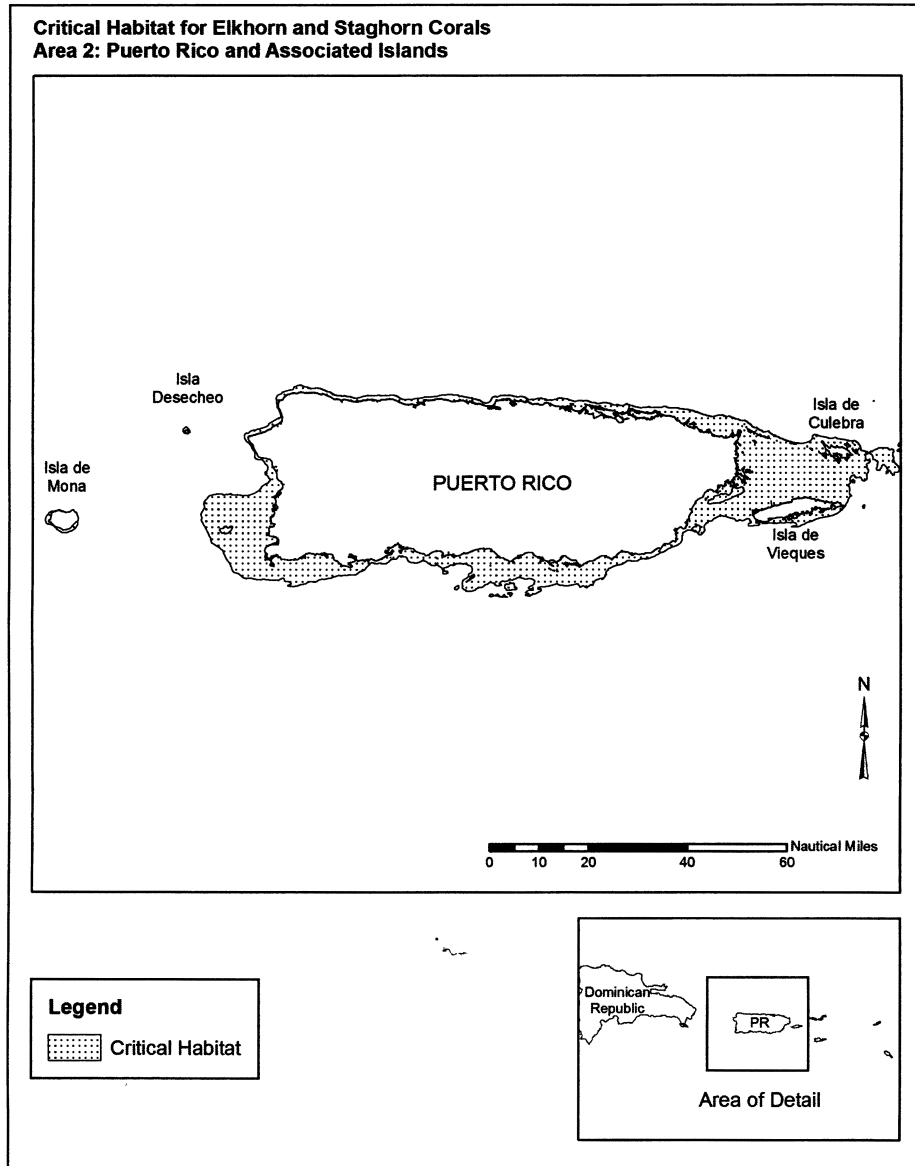 Critical Habitat for Elkhorn and Staghorn Corals
Area 2: Puerto Rico and Associated Islands
Isla
Desecheo
Isla de
Culebra
Isla de
Mona
PUERTO RICO
Isla de
Vieques
N
Nautical Miles
0 10 20 40 60
Legend
Critical Habitat
Dominican
Republic
PR
Area of Detail